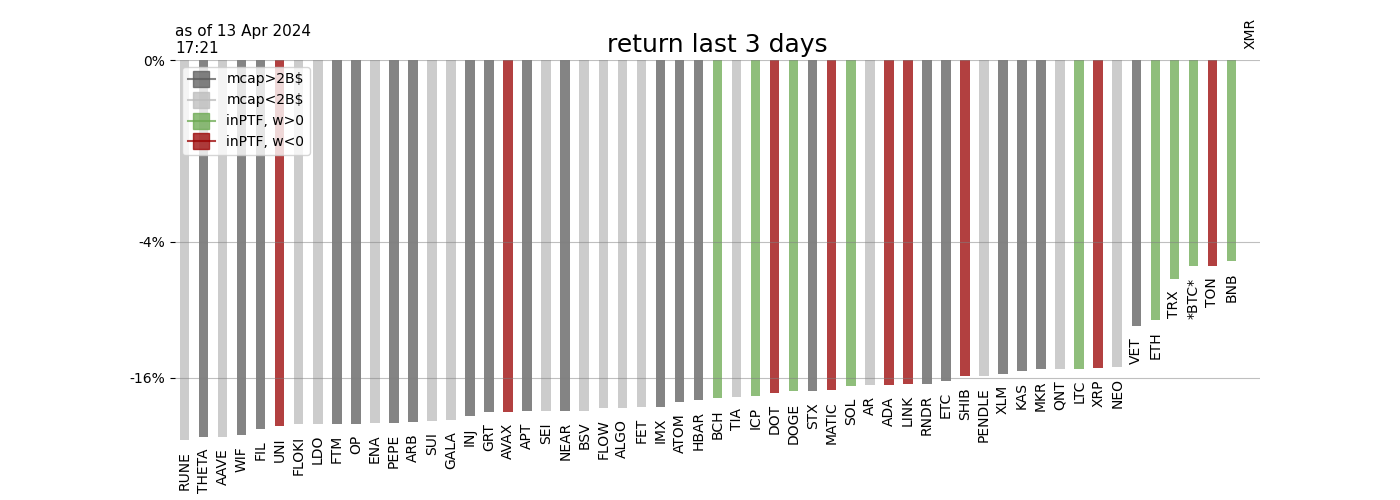 as of 13 Apr 2024
17:21
return last 3 days
XMR
0%
-4%
-16%
mcap>2B$
mcap<2B$
inPTF, w>0
inPTF, w<0
RUNE
THETA
AAVE
WIF
FIL
UNI
FLOKI
LDO
FTM
OP
ENA
PEPE
ARB
SUI
GALA
INJ
GRT
AVAX
APT
SEI
NEAR
BSV
FLOW
ALGO
FET
IMX
ATOM
HBAR
BCH
TIA
ICP
DOT
DOGE
STX
MATIC
SOL
AR
ADA
LINK
RNDR
ETC
SHIB
PENDLE
XLM
KAS
MKR
QNT
LTC
XRP
NEO
VET
ETH
TRX
*BTC*
TON
BNB